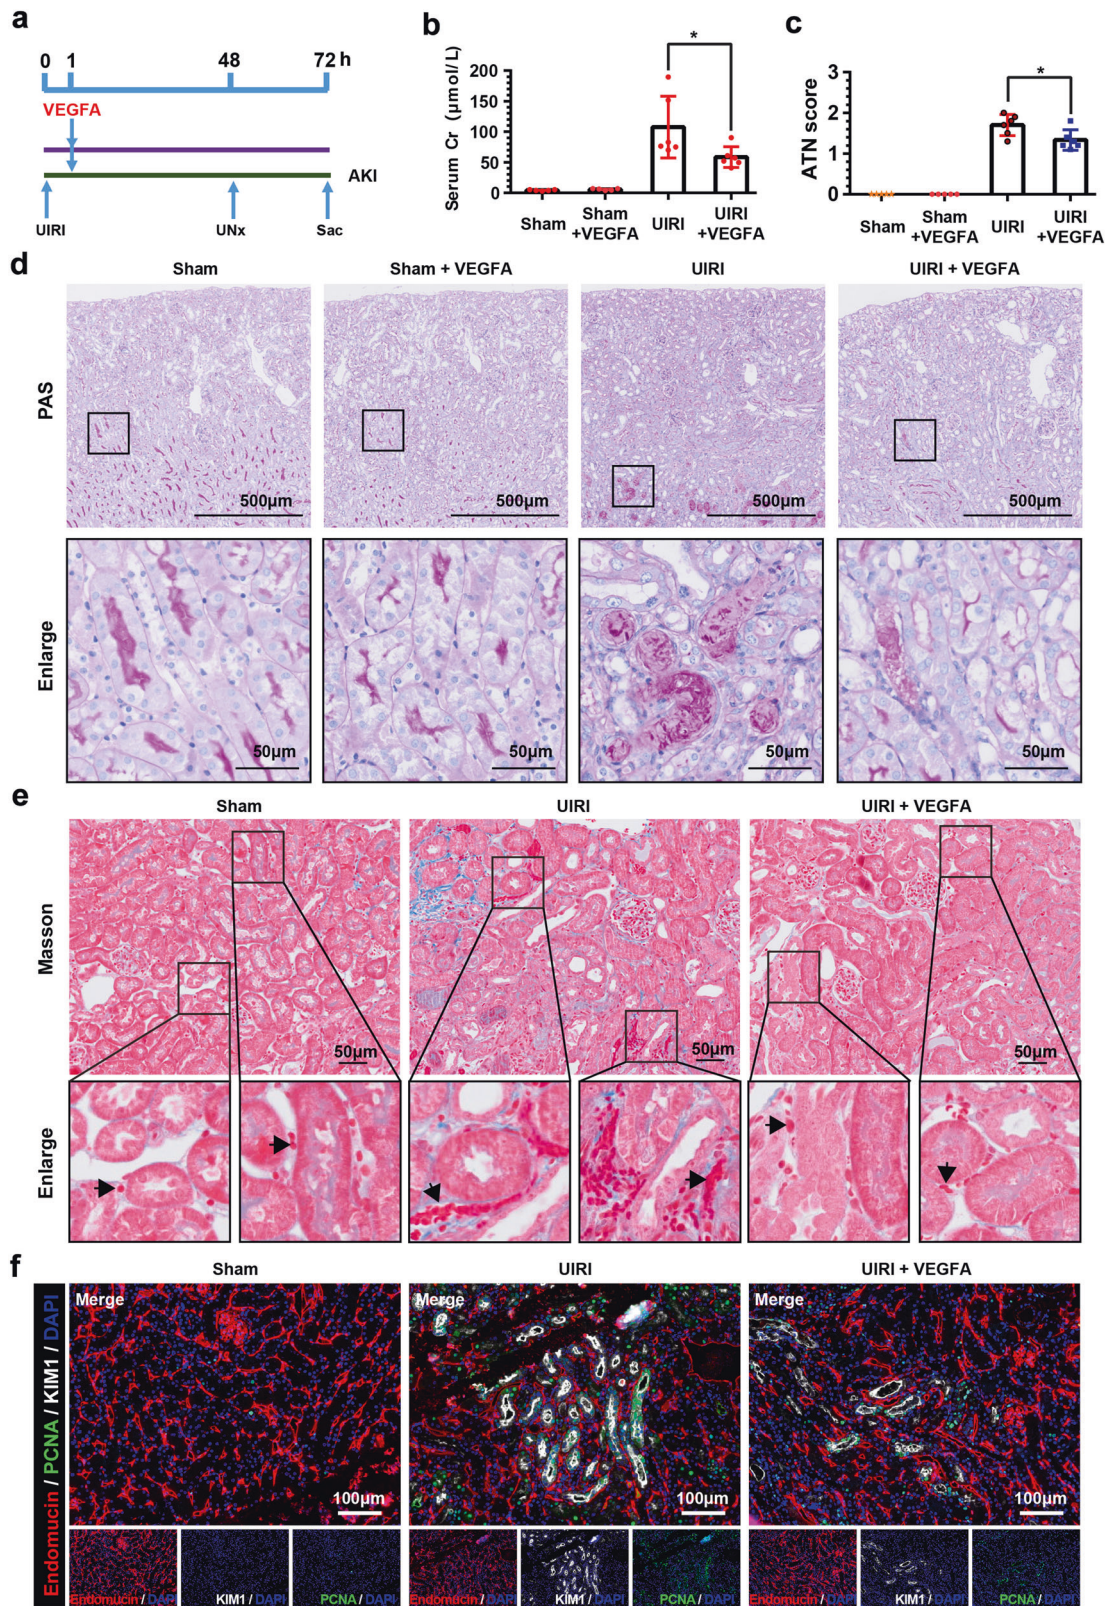 a
0 1 48 72 h
VEGFA
AKI
UIRI UNx Sac
b
*
Serum Cr (μmol/L)
200
150
100
50
0
Sham
Sham +VEGFA
UIRI
UIRI +VEGFA
c
*
ATN score
3
2
1
0
Sham
Sham +VEGFA
UIRI
UIRI +VEGFA
d
Sham Sham + VEGFA UIRI UIRI + VEGFA
PAS
500μm 500μm 500μm 500μm
Enlarge
50μm 50μm 50μm 50μm
e
Sham UIRI UIRI + VEGFA
Masson
50μm 50μm 50μm
Enlarge
f
Sham UIRI UIRI + VEGFA
Endomucin / PCNA / KIM1 / DAPI
Merge Merge Merge
100μm 100μm 100μm
Endomucin / DAPI KIM1 / DAPI PCNA / DAPI Endomucin / DAPI KIM1 / DAPI PCNA / DAPI Endomucin / DAPI KIM1 / DAPI PCNA / DAPI